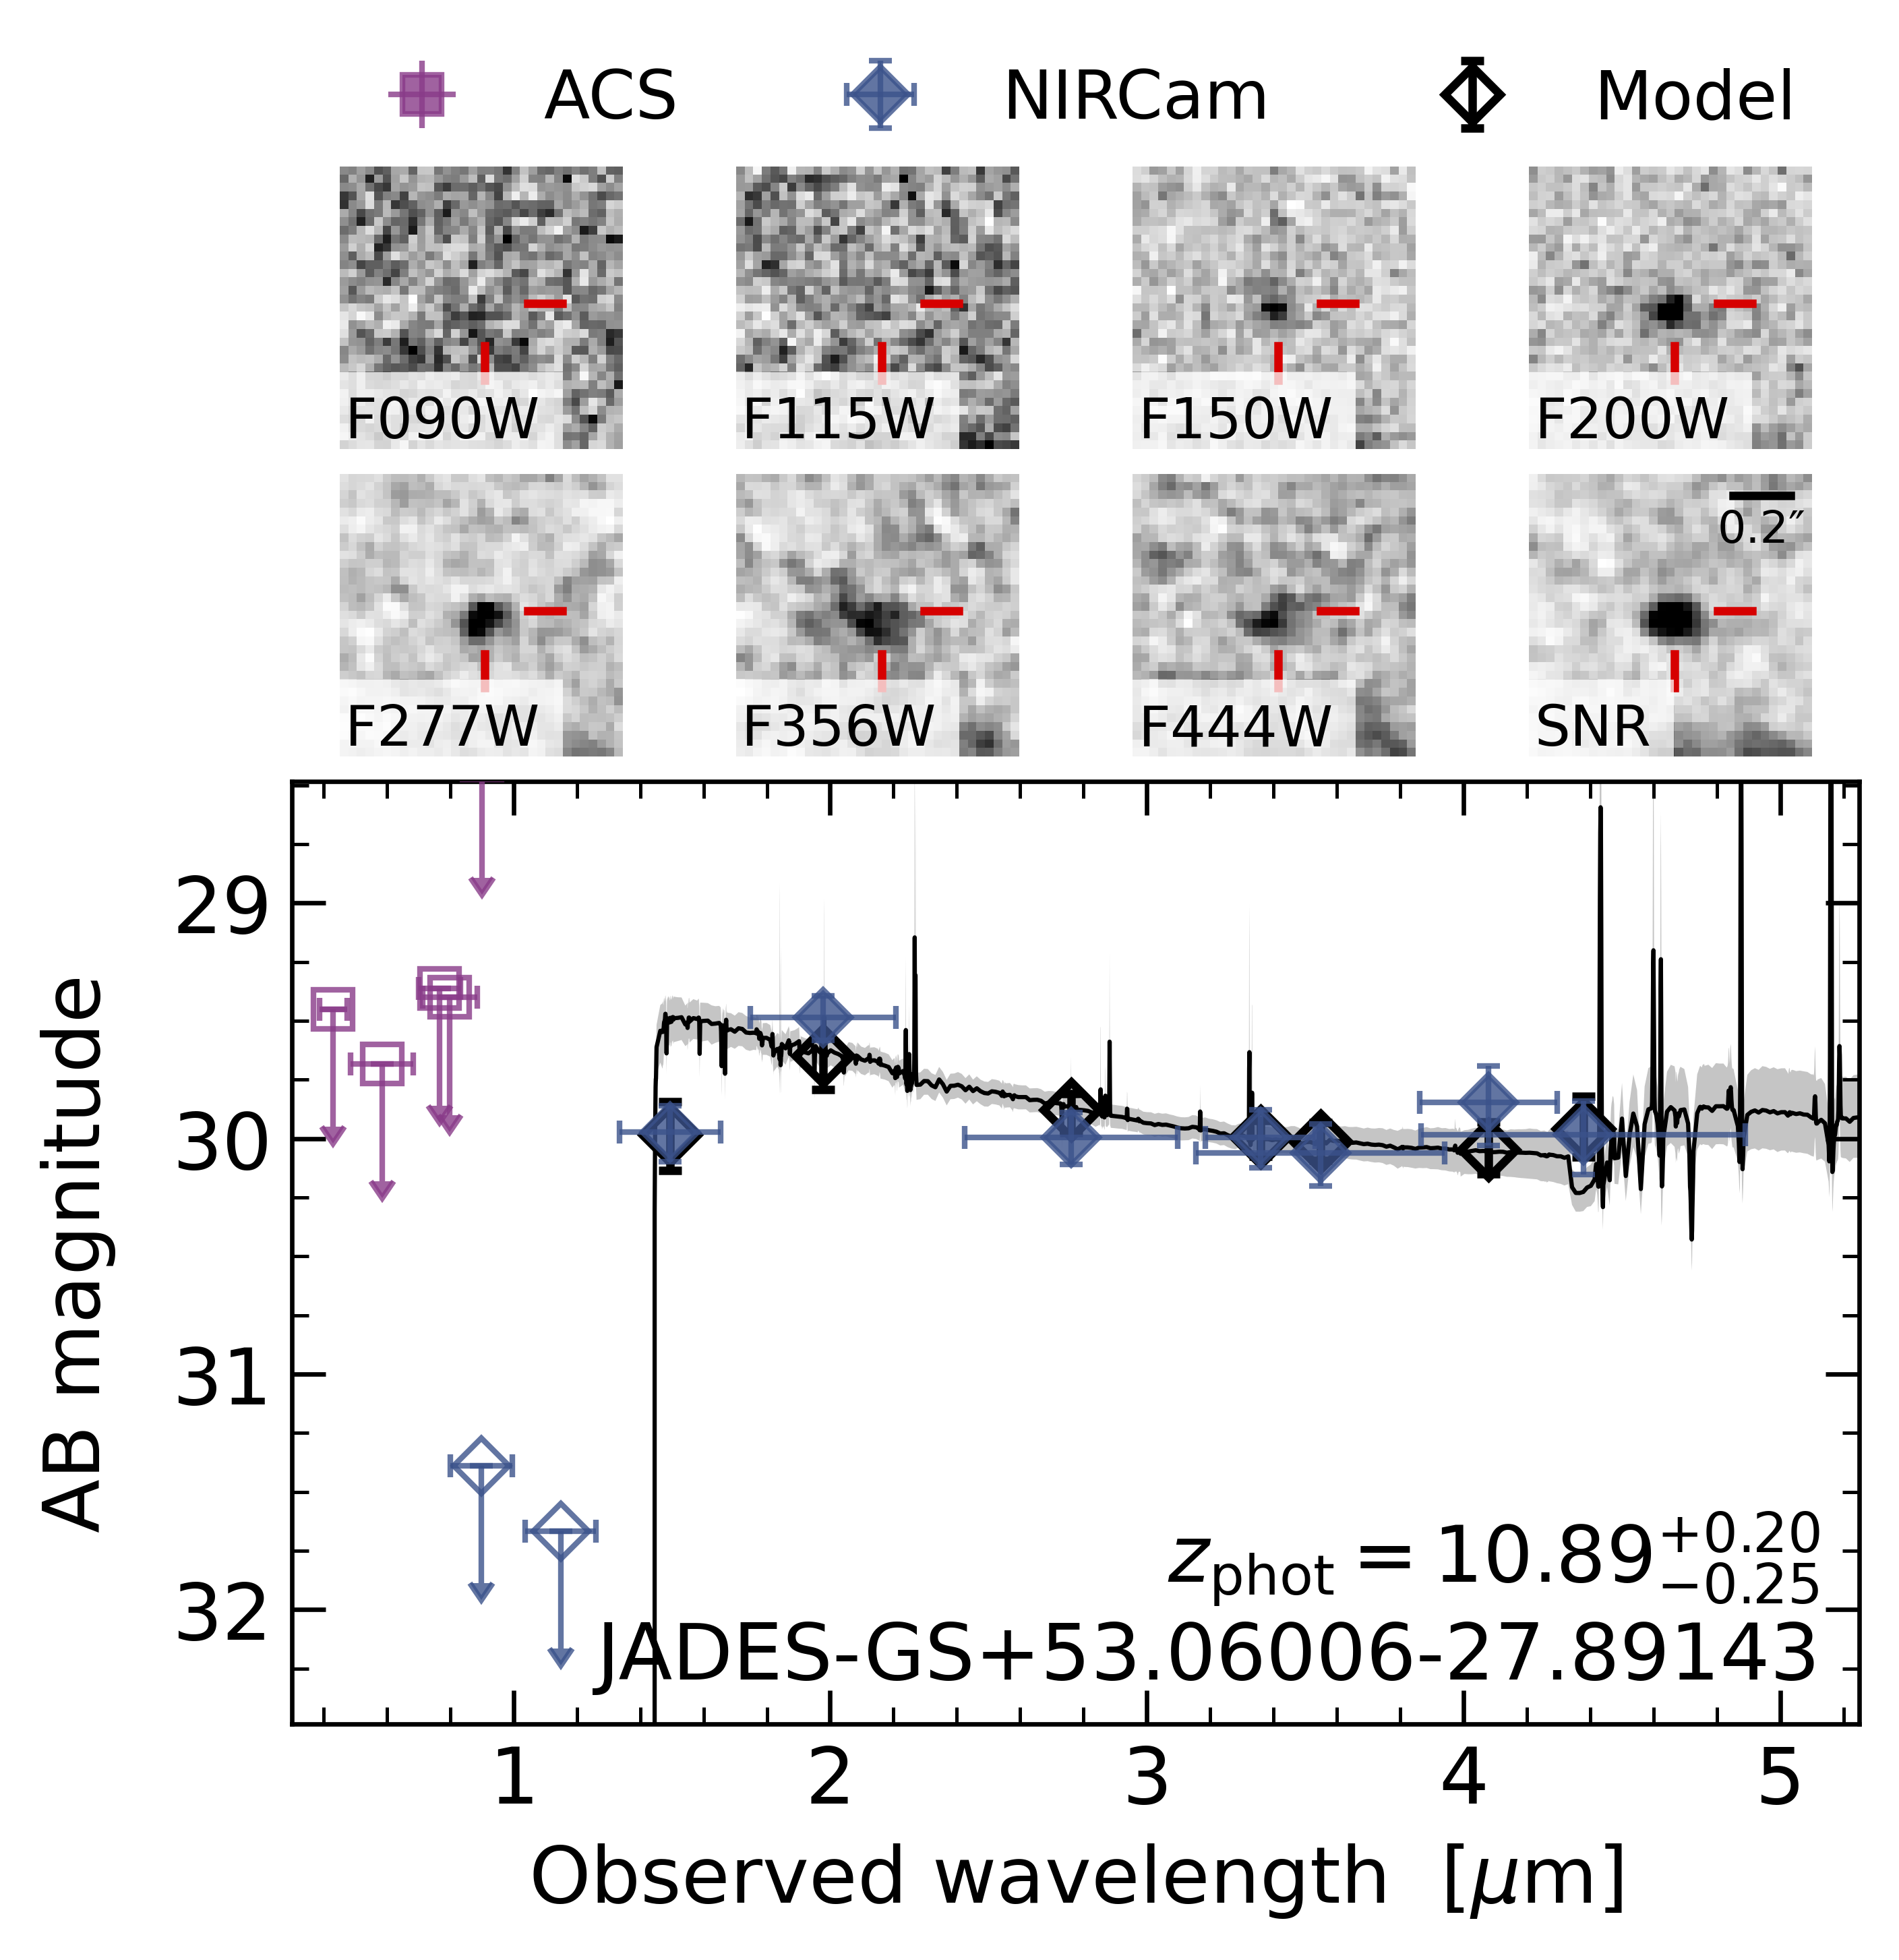 ACS NIRCam Model
F090W F115W F150W F200W
0.2″
F277W F356W F444W SNR
29
30
31
32
AB magnitude
z_phot = 10.89 +0.20 −0.25
JADES-GS+53.06006-27.89143
1 2 3 4 5
Observed wavelength [μm]